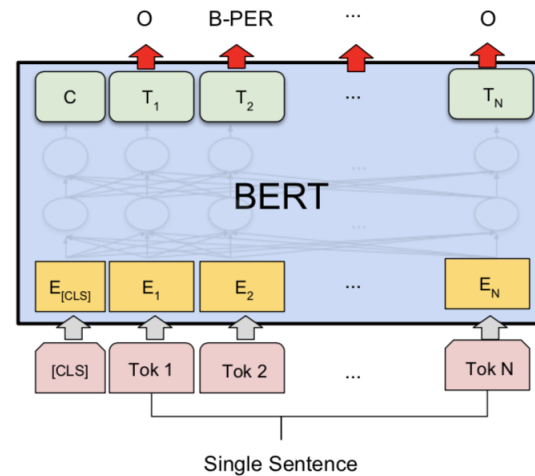 O B-PER ... O
C T1 T2 ... TN
...
BERT
...
E[CLS] E1 E2 ... EN
[CLS] Tok 1 Tok 2 ... Tok N
Single Sentence